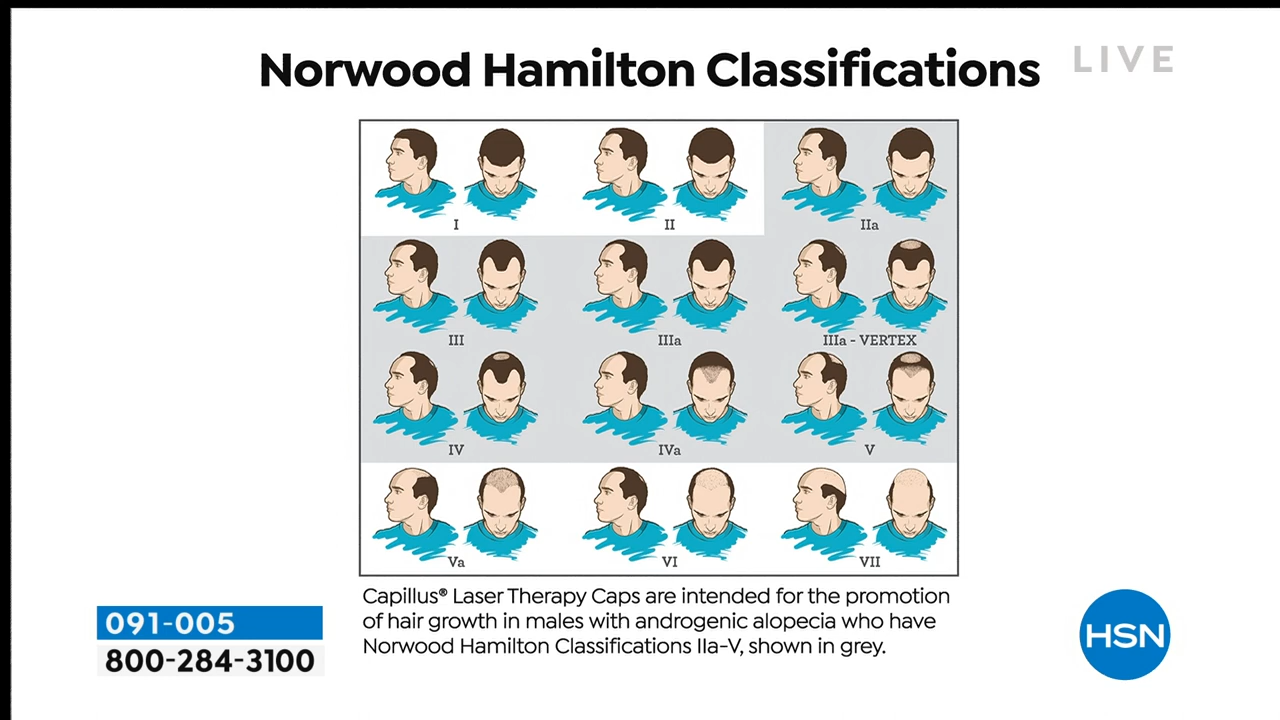 Norwood Hamilton Classifications
LIVE
I
II
IIa
III
IIIa
IIIa - VERTEX
IV
IVa
V
Va
VI
VII
Capillus® Laser Therapy Caps are intended for the promotion
of hair growth in males with androgenic alopecia who have
Norwood Hamilton Classifications IIa-V, shown in grey.
091-005
800-284-3100
HSN